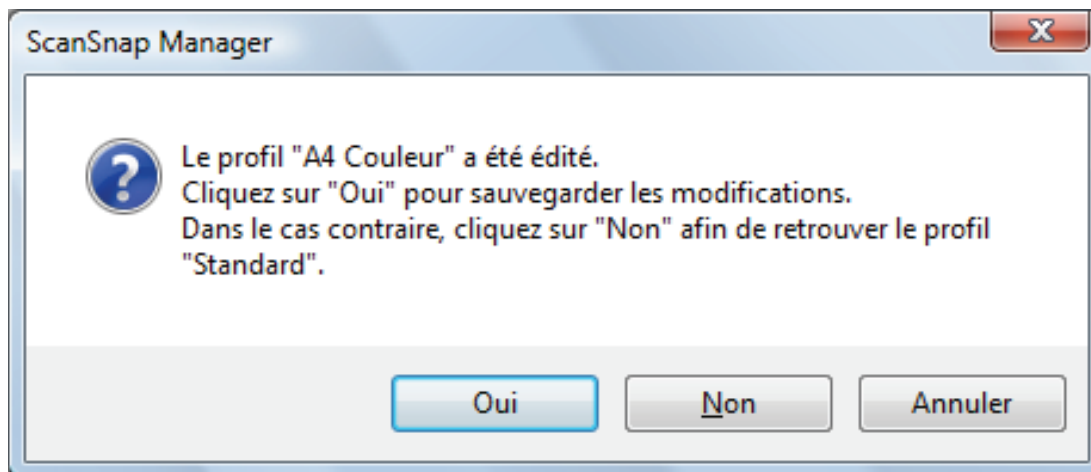 ScanSnap Manager
Le profil "A4 Couleur" a été édité.
Cliquez sur "Oui" pour sauvegarder les modifications.
Dans le cas contraire, cliquez sur "Non" afin de retrouver le profil
"Standard".
Oui
Non
Annuler